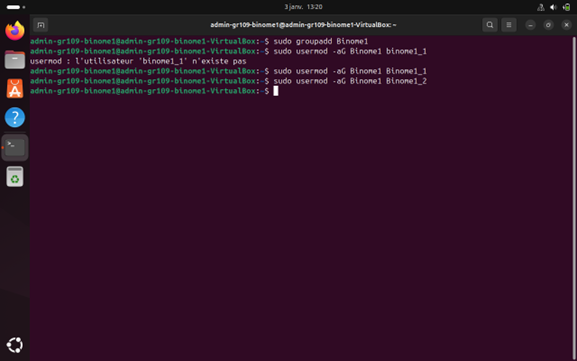 3 janv. 13:20
admin-gr109-binome1@admin-gr109-binome1-VirtualBox: ~
admin-gr109-binome1@admin-gr109-binome1-VirtualBox:~$ sudo groupadd Binome1
admin-gr109-binome1@admin-gr109-binome1-VirtualBox:~$ sudo usermod -aG Binome1 binome1_1
usermod : l'utilisateur 'binome1_1' n'existe pas
admin-gr109-binome1@admin-gr109-binome1-VirtualBox:~$ sudo usermod -aG Binome1 Binome1_1
admin-gr109-binome1@admin-gr109-binome1-VirtualBox:~$ sudo usermod -aG Binome1 Binome1_2
admin-gr109-binome1@admin-gr109-binome1-VirtualBox:~$